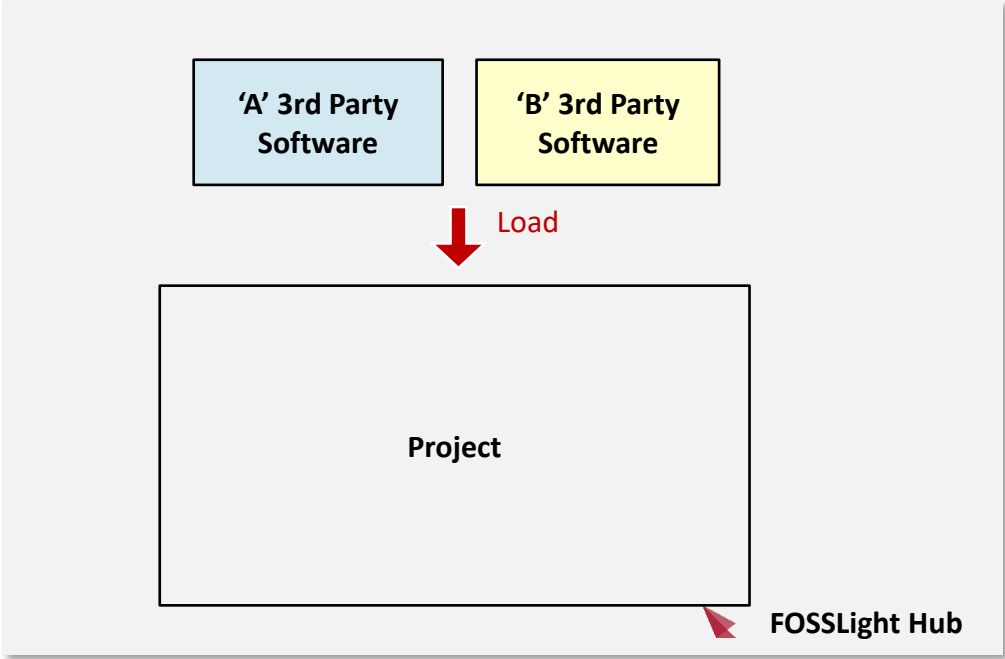 ‘A’ 3rd Party
Software
‘B’ 3rd Party
Software
Load
Project
FOSSLight Hub